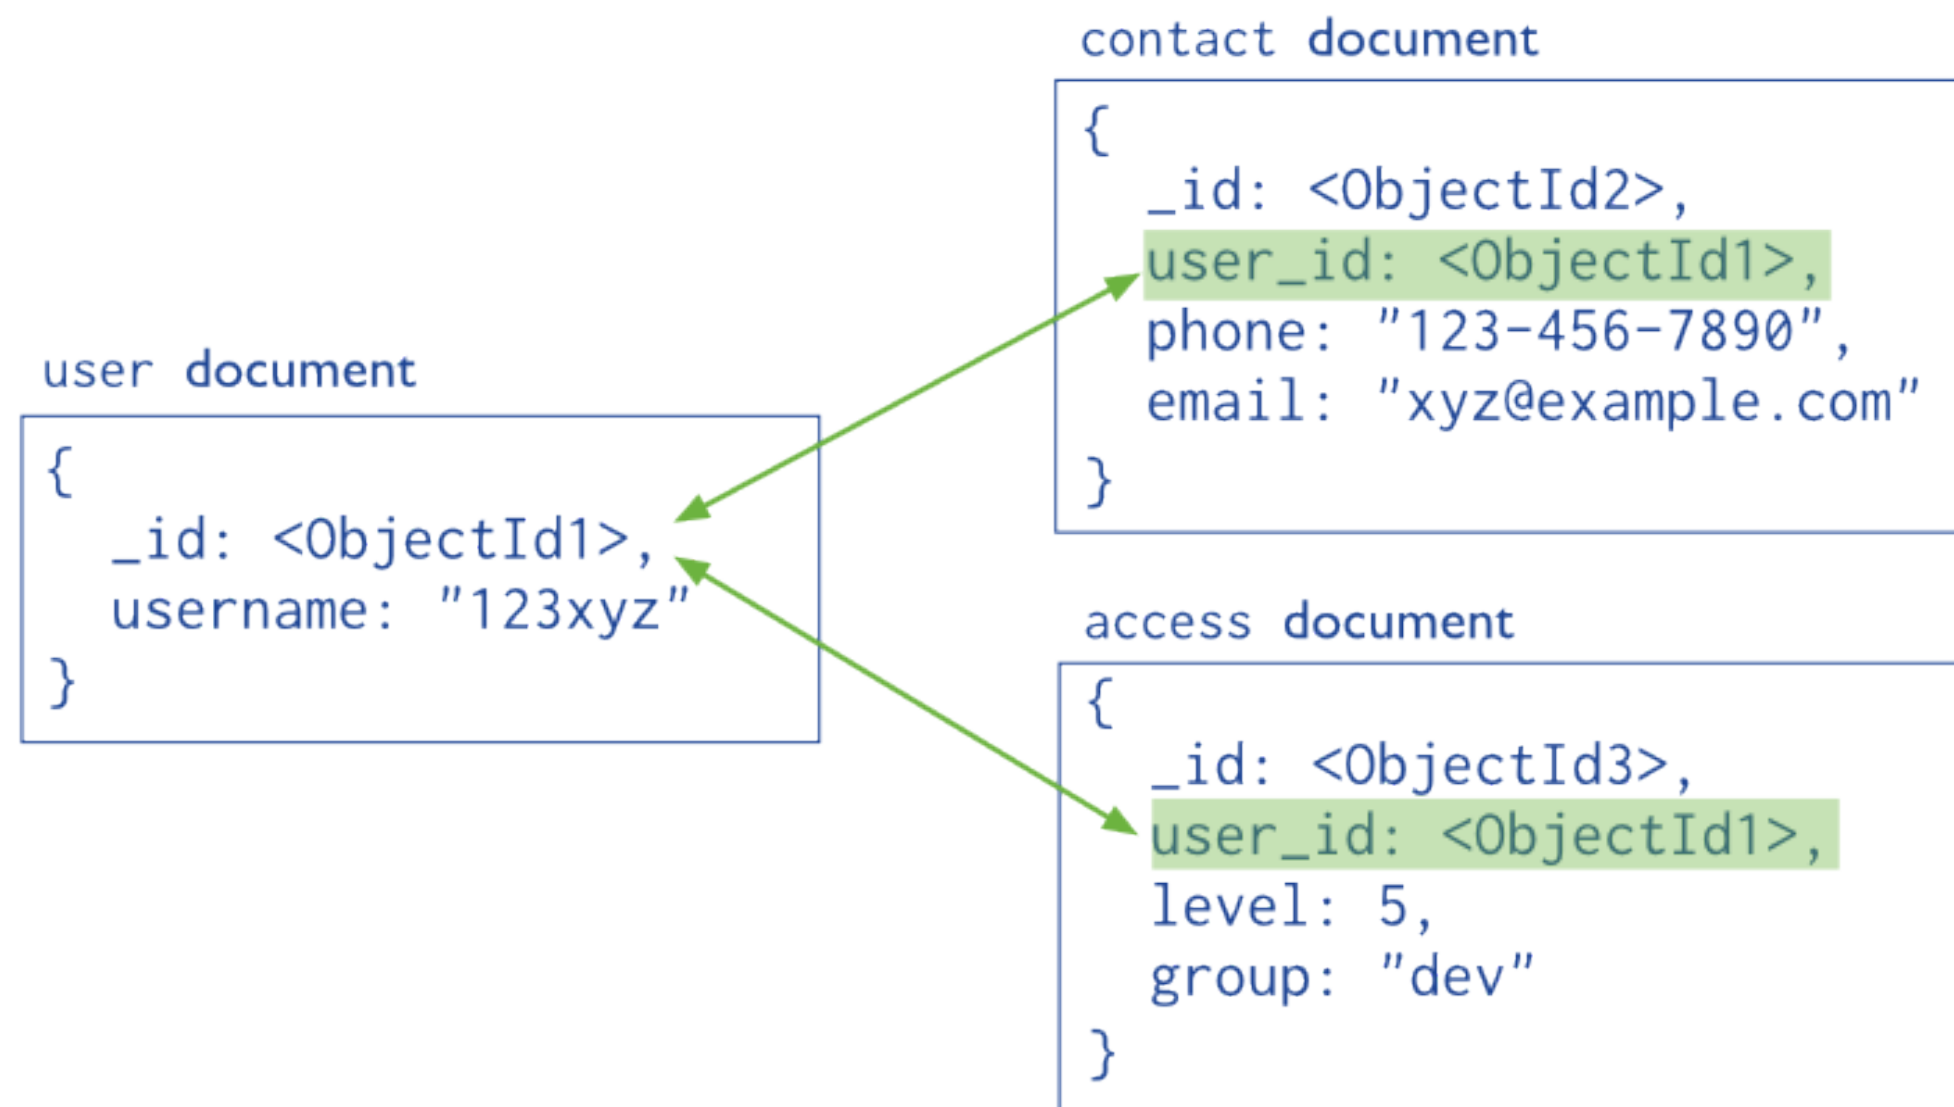 user document
{
_id: <ObjectId1>,
username: "123xyz"
}
contact document
{
_id: <ObjectId2>,
user_id: <ObjectId1>,
phone: "123-456-7890",
email: "xyz@example.com"
}
access document
{
_id: <ObjectId3>,
user_id: <ObjectId1>,
level: 5,
group: "dev"
}